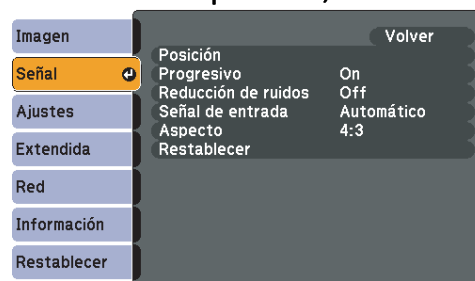 Imagen
Señal
Ajustes
Extendida
Red
Información
Restablecer
Volver
Posición
Progresivo On
Reducción de ruidos Off
Señal de entrada Automático
Aspecto 4:3
Restablecer